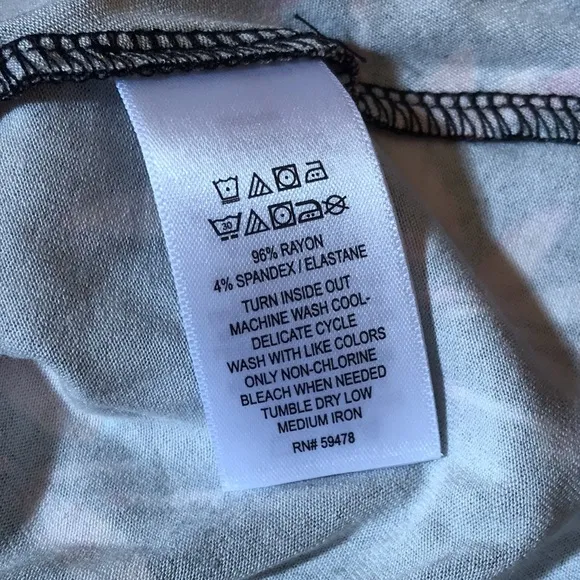 30
96% RAYON
4% SPANDEX / ELASTANE
TURN INSIDE OUT
MACHINE WASH COOL-
DELICATE CYCLE
WASH WITH LIKE COLORS
ONLY NON-CHLORINE
BLEACH WHEN NEEDED
TUMBLE DRY LOW
MEDIUM IRON
RN# 59478